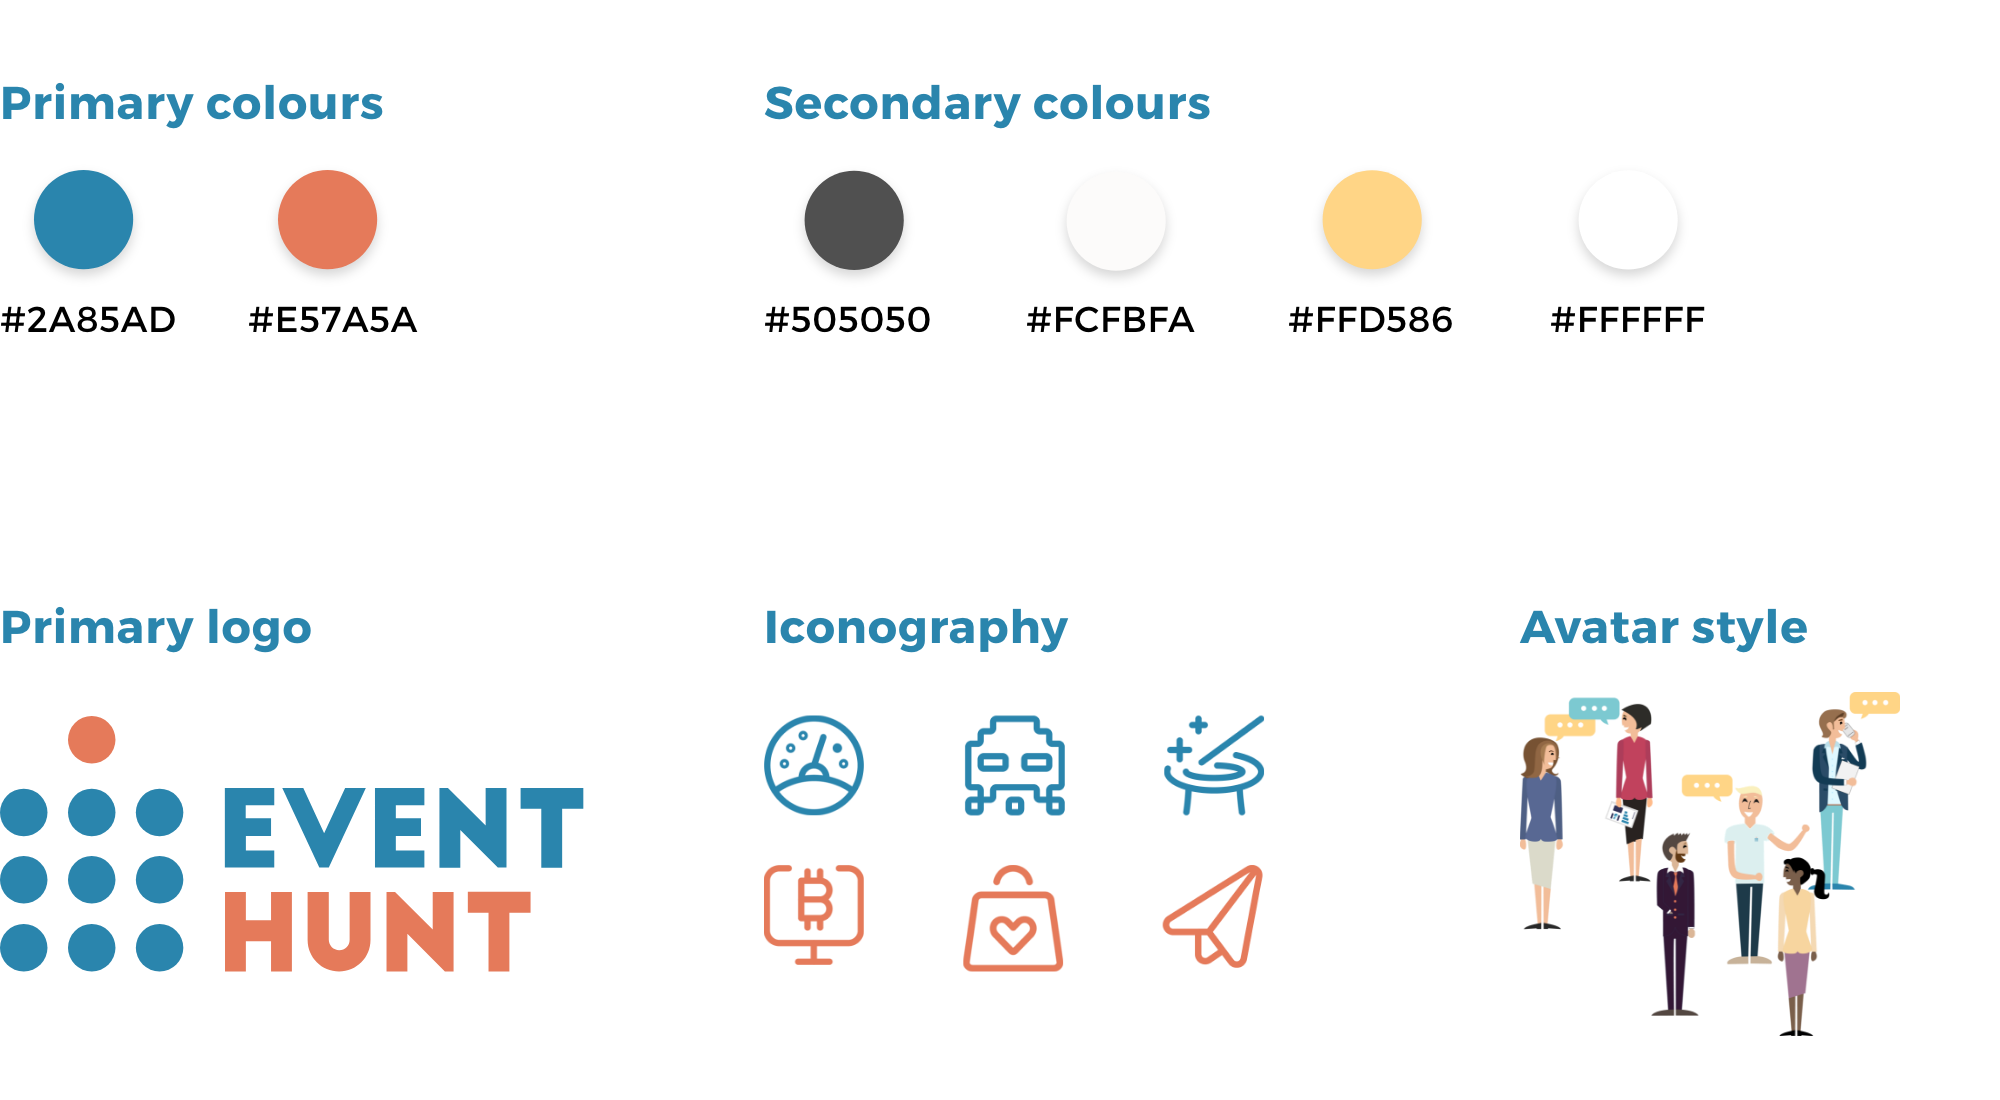 Primary colours
Secondary colours
#2A85AD
#E57A5A
#505050
#FCFBFA
#FFD586
#FFFFFF
Primary logo
Iconography
Avatar style
EVENT
HUNT